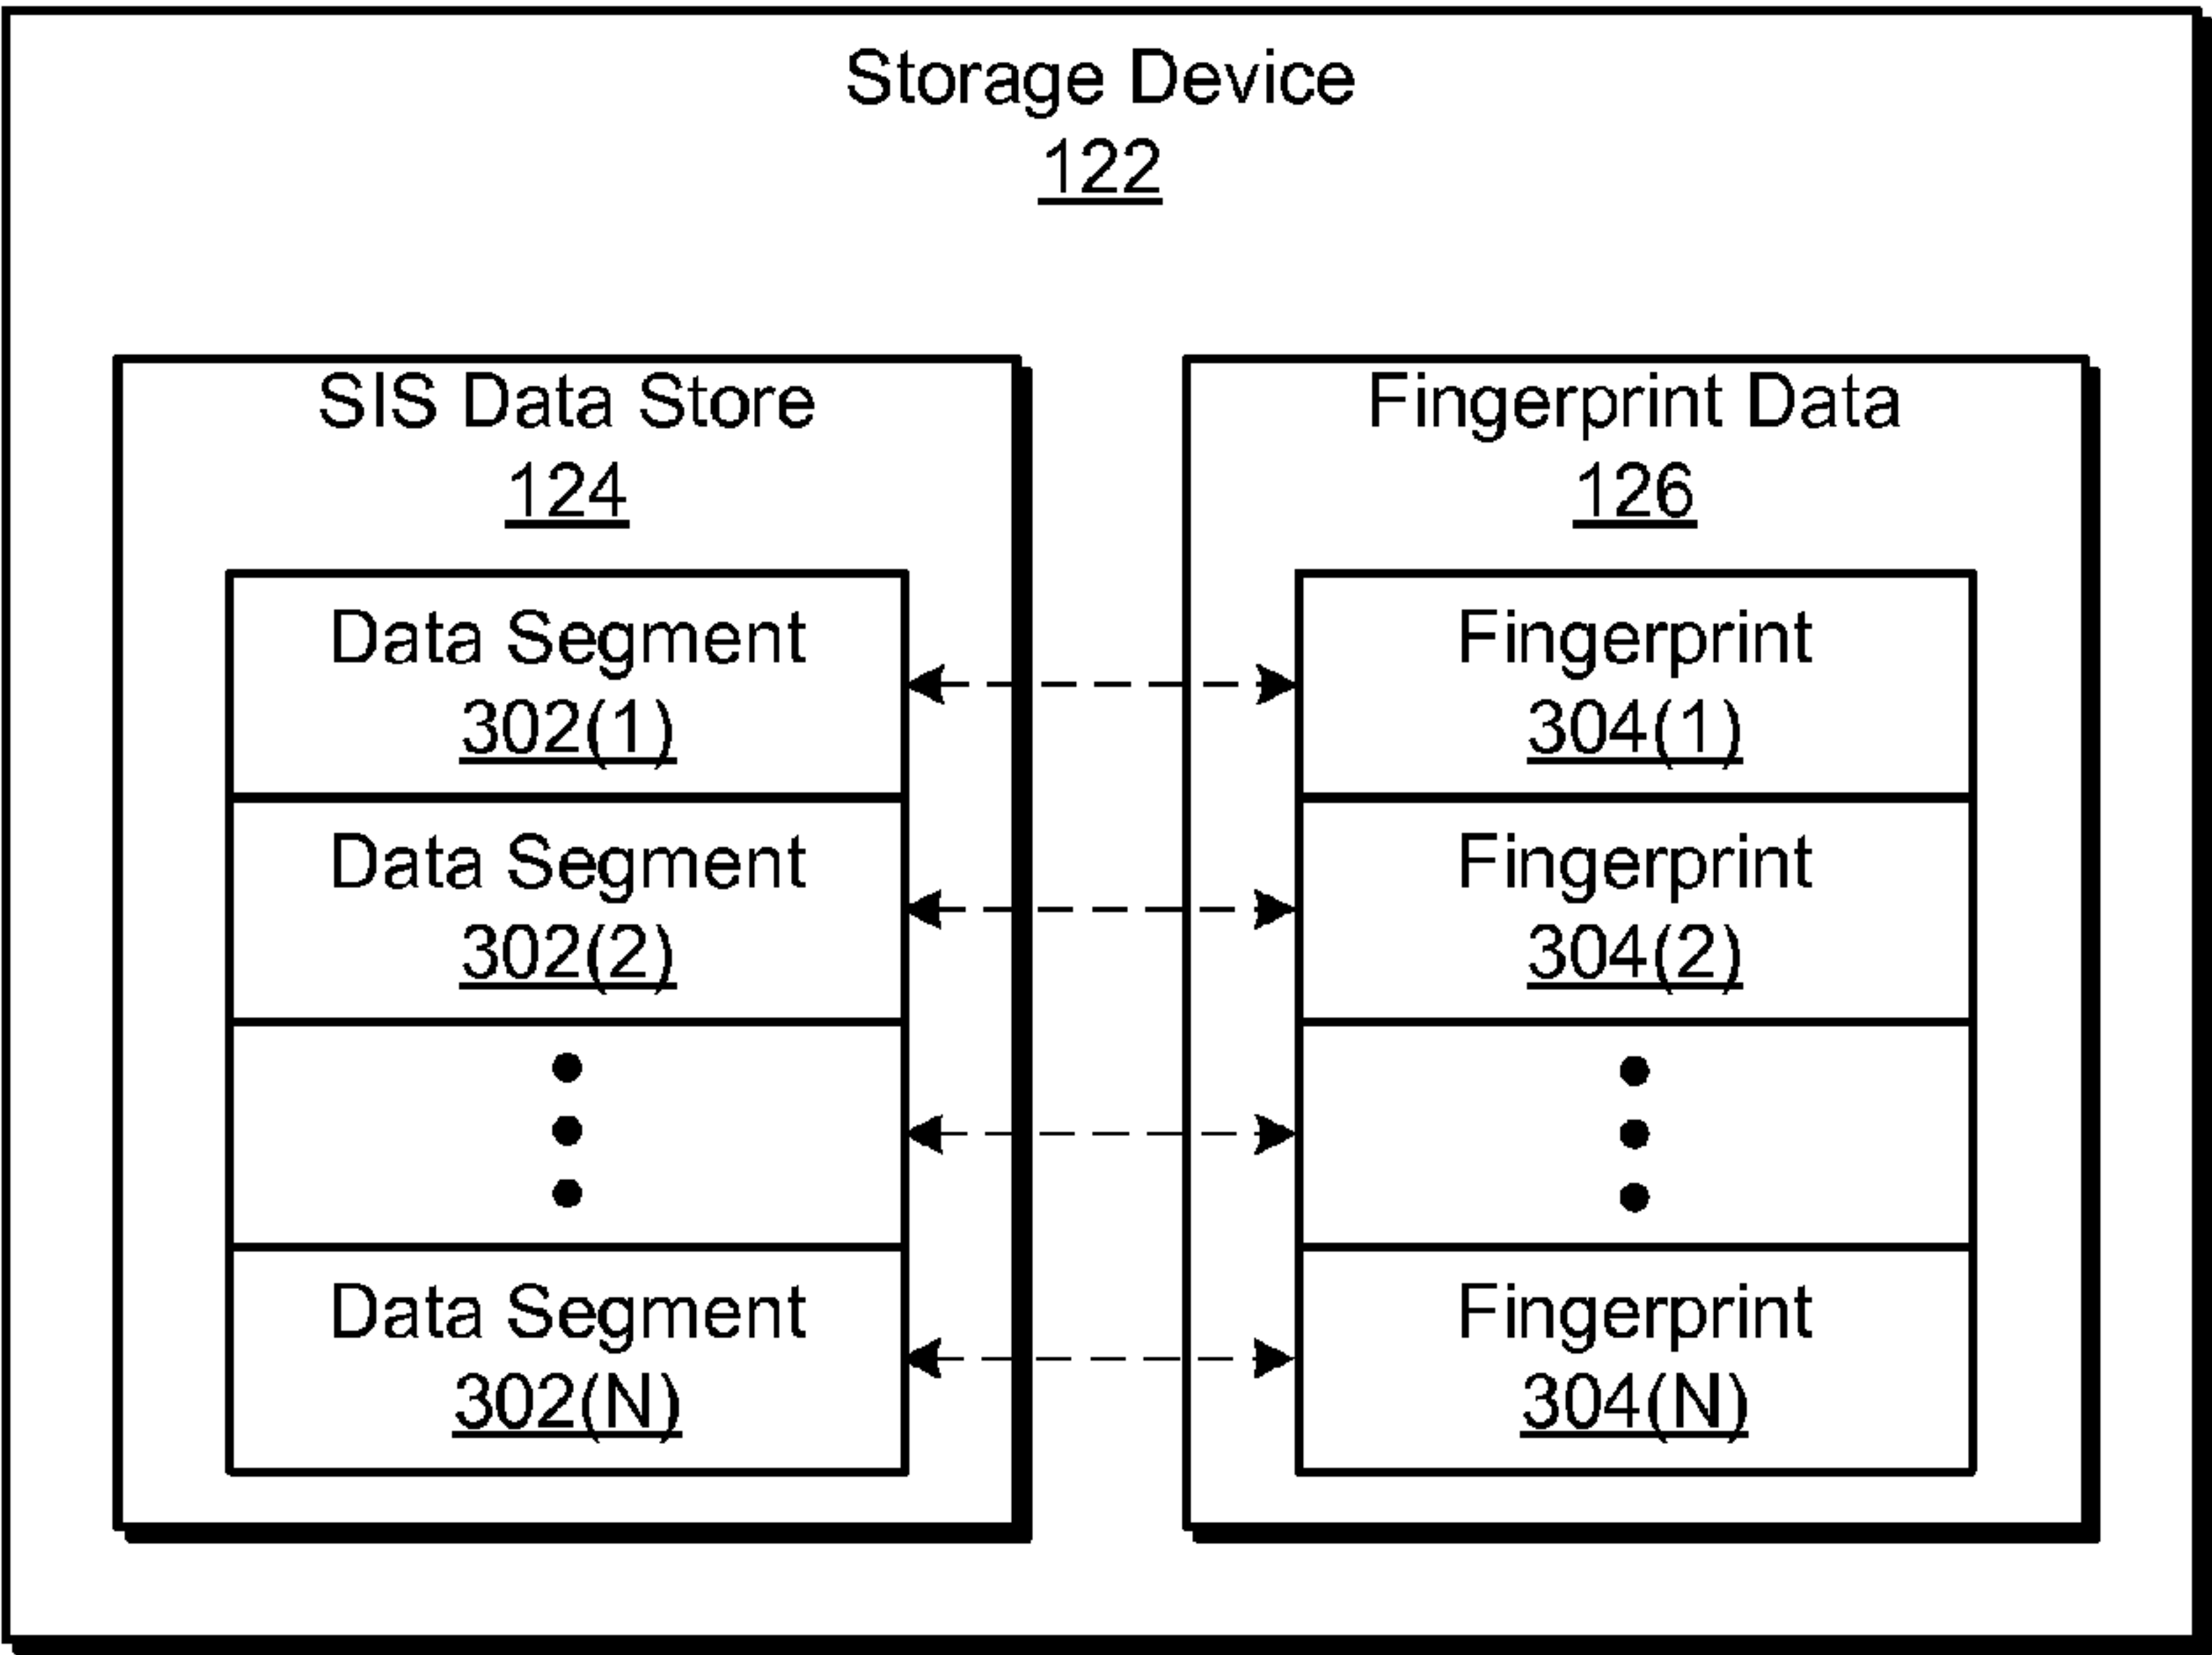 Storage Device
122
SIS Data Store
124
Data Segment
302(1)
Data Segment
302(2)
Data Segment
302(N)
Fingerprint Data
126
Fingerprint
304(1)
Fingerprint
304(2)
Fingerprint
304(N)